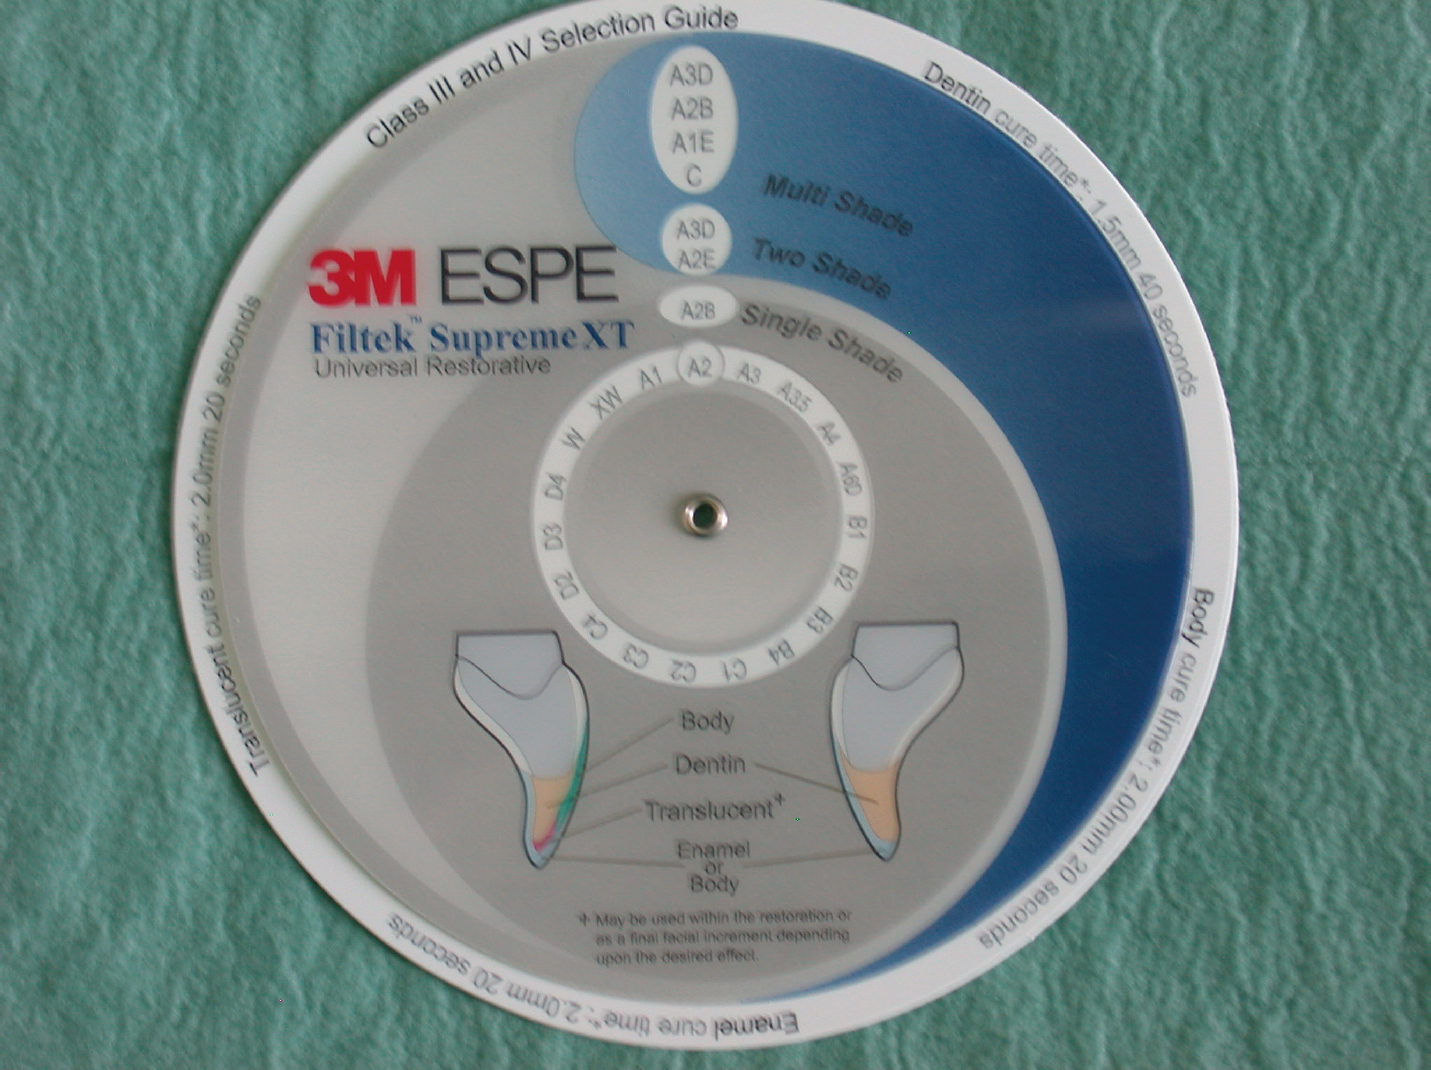 Class III and IV Selection Guide
Dentin cure time*: 1.5mm 40 seconds
Body cure time*: 2.00mm 20 seconds
Enamel cure time*: 2.0mm 20 seconds
Translucent cure time*: 2.0mm 20 seconds
A3D
A2B
A1E
C
Multi Shade
A3D
A2E
Two Shade
A2B
Single Shade
3M ESPE
Filtek™ Supreme XT
Universal Restorative
A2 A3 A3.5 A4 A6D B1 B2 B3 B4 C1 C2 C3 C4 D2 D3 D4 W XW A1
Body
Dentin
Translucent+
Enamel
or
Body
+ May be used within the restoration or
as a final facial increment depending
upon the desired effect.